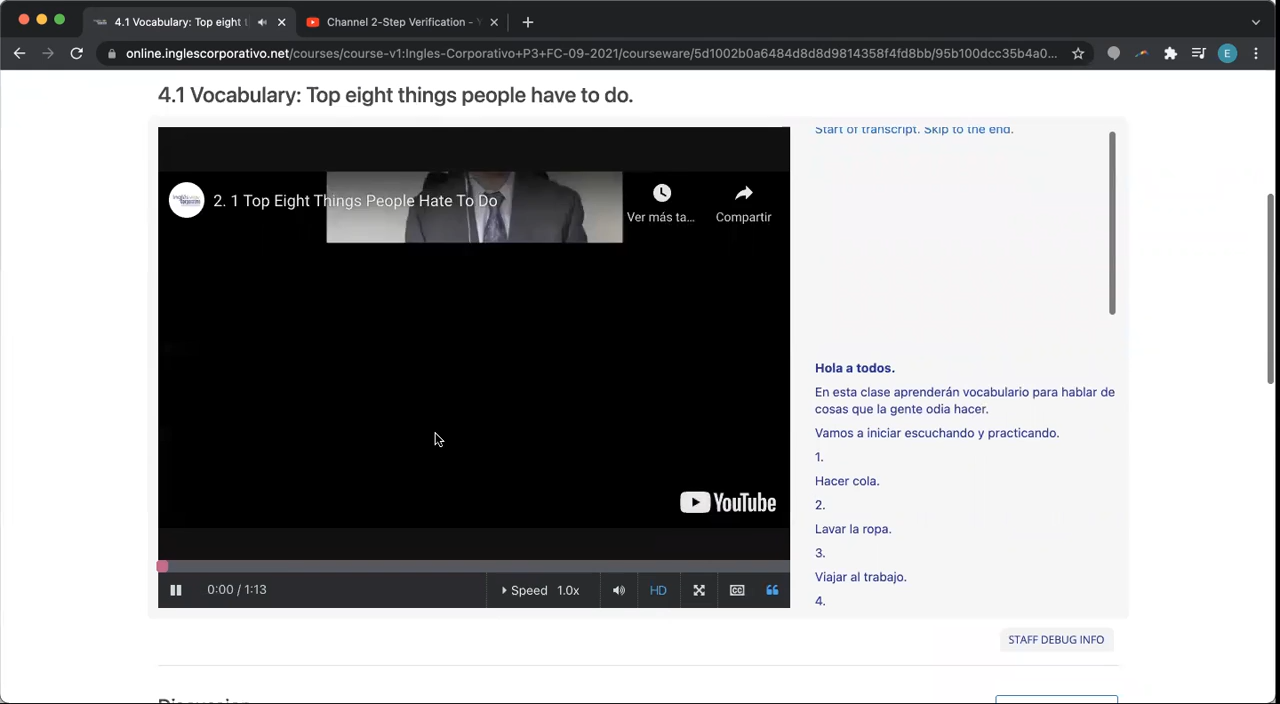 4.1 Vocabulary: Top eight t
Channel 2-Step Verification -
online.inglescorporativo.net/courses/course-v1:Ingles-Corporativo+P3+FC-09-2021/courseware/5d1002b0a6484d8d8d9814358f4fd8bb/95b100dcc35b4a0...
E
4.1 Vocabulary: Top eight things people have to do.
2. 1 Top Eight Things People Hate To Do
Ver más ta...
Compartir
YouTube
0:00 / 1:13
Speed 1.0x
HD
CC
Start of transcript. Skip to the end.
Hola a todos.
En esta clase aprenderán vocabulario para hablar de
cosas que la gente odia hacer.
Vamos a iniciar escuchando y practicando.
1.
Hacer cola.
2.
Lavar la ropa.
3.
Viajar al trabajo.
4.
STAFF DEBUG INFO
Discussion